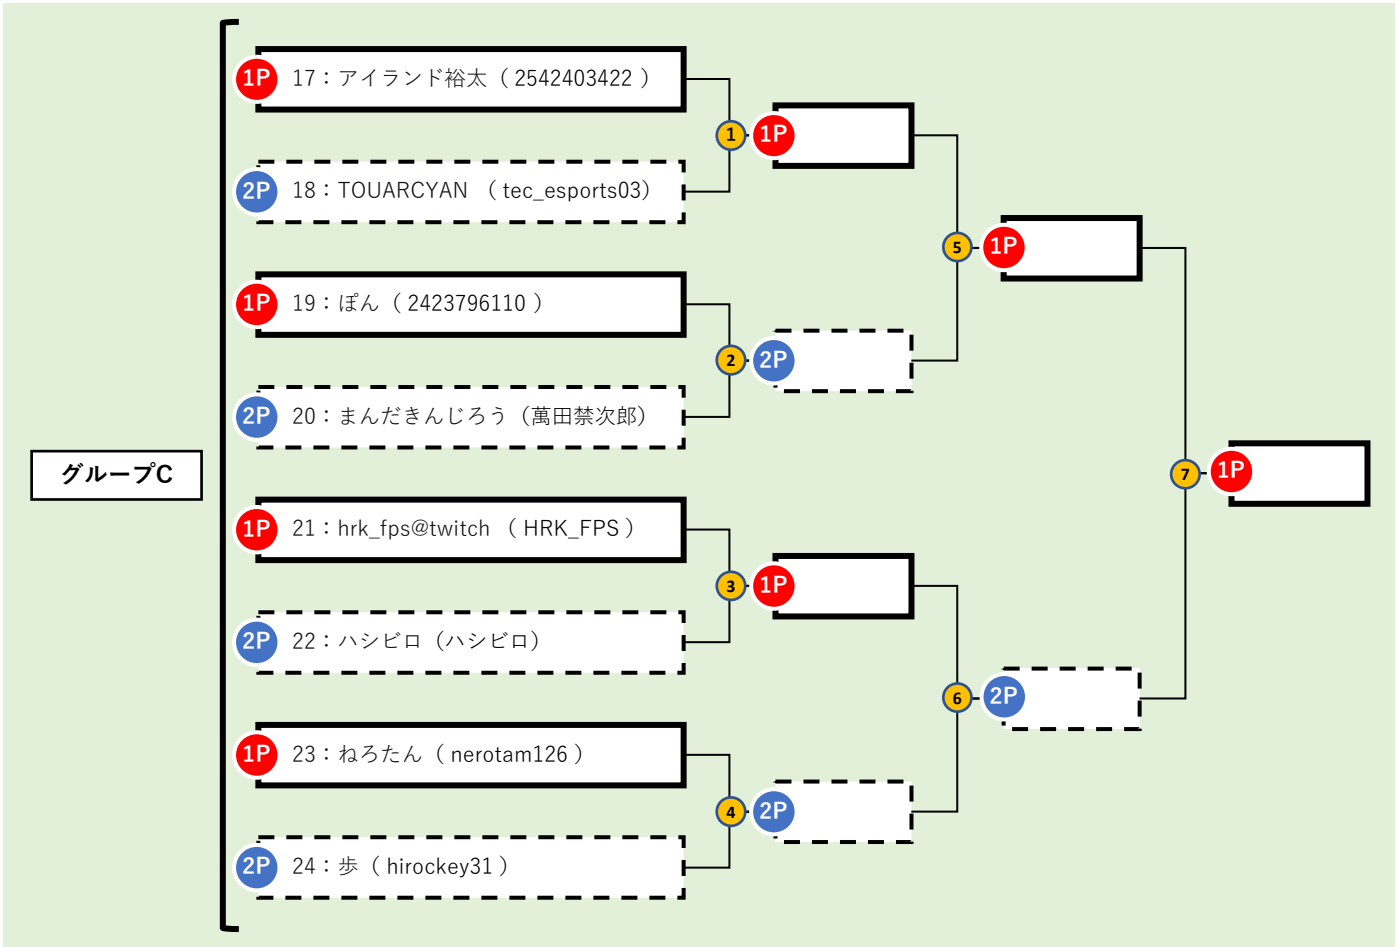 1P 17：アイランド裕太（ 2542403422 ）
2P 18：TOUARCYAN （ tec_esports03）
1 1P
1P 19：ぽん（ 2423796110 ）
2P 20：まんだきんじろう（萬田禁次郎）
2 2P
5 1P
グループC
1P 21：hrk_fps@twitch （ HRK_FPS ）
2P 22：ハシビロ（ハシビロ）
3 1P
1P 23：ねろたん（ nerotam126 ）
2P 24：歩（ hirockey31 ）
4 2P
6 2P
7 1P